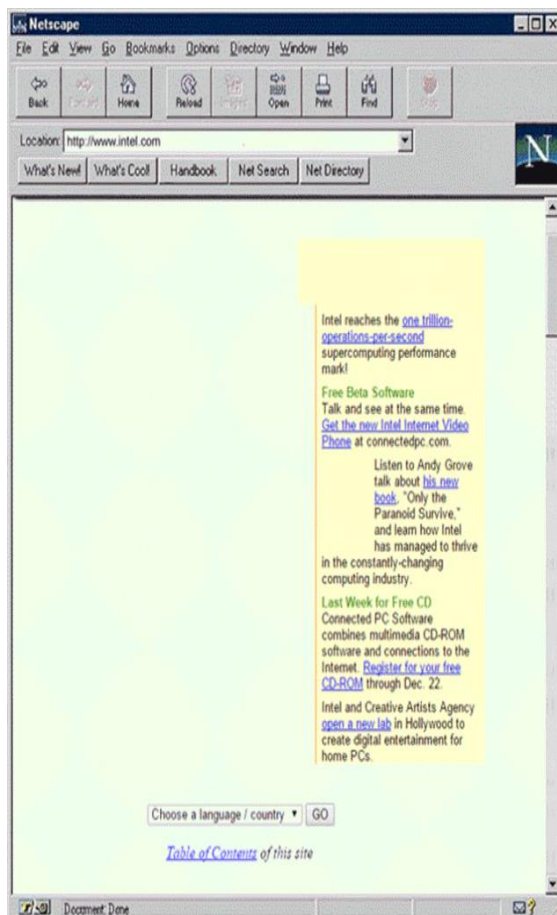 Netscape
File Edit View Go Bookmarks Options Directory Window Help
Back Forward Home Reload Images Open Print Find Stop
Location: http://www.intel.com
N
What's New! What's Cool! Handbook Net Search Net Directory
Intel reaches the one trillion-
operations-per-second
supercomputing performance
mark!
Free Beta Software
Talk and see at the same time.
Get the new Intel Internet Video
Phone at connectedpc.com.
Listen to Andy Grove
talk about his new
book, "Only the
Paranoid Survive,"
and learn how Intel
has managed to thrive
in the constantly-changing
computing industry.
Last Week for Free CD
Connected PC Software
combines multimedia CD-ROM
software and connections to the
Internet. Register for your free
CD-ROM through Dec. 22.
Intel and Creative Artists Agency
open a new lab in Hollywood to
create digital entertainment for
home PCs.
Choose a language / country GO
Table of Contents of this site
Document: Done